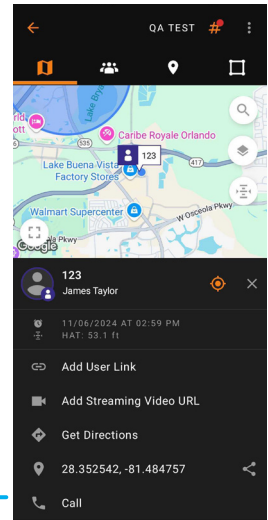 QA TEST
Lake Bry
535
Caribe Royale Orlando
123
417
Lake Buena Vista
Factory Stores
Walmart Supercenter
W Osceola Pkwy
Pkwy
Google
123
James Taylor
11/06/2024 AT 02:59 PM
HAT: 53.1 ft
Add User Link
Add Streaming Video URL
Get Directions
28.352542, -81.484757
Call